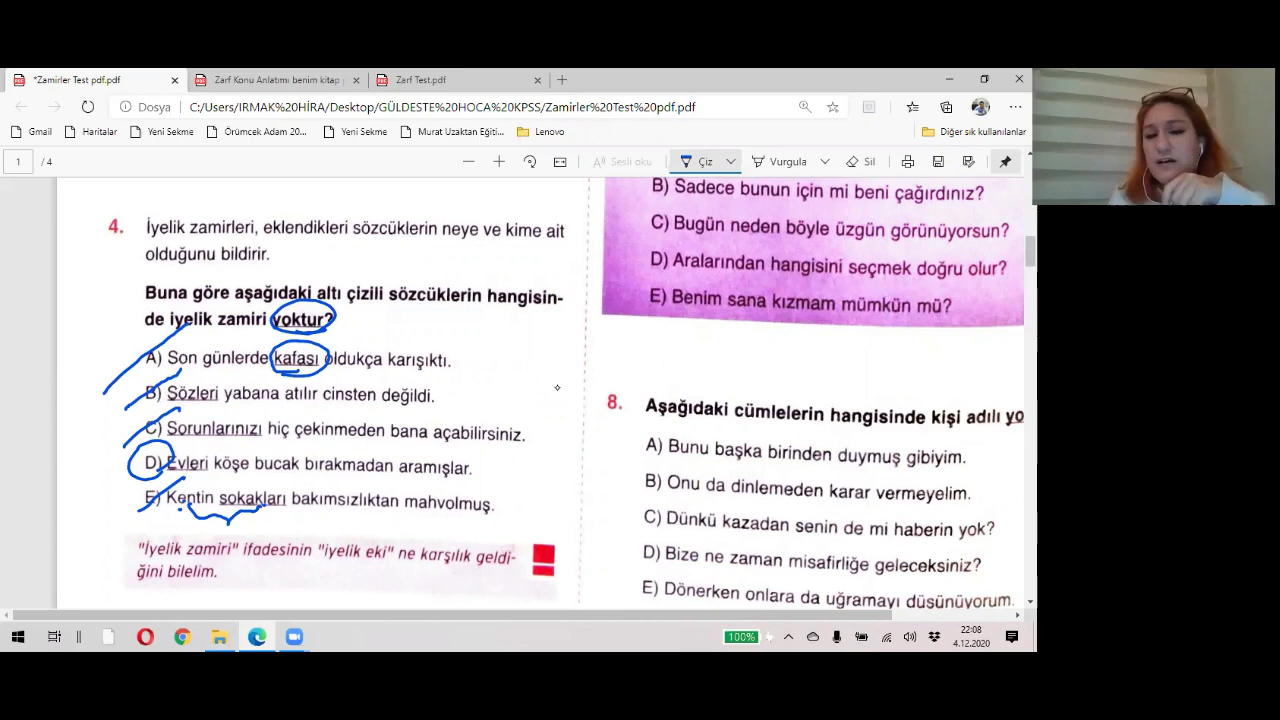 *Zamirler Test pdf.pdf
Zarf Konu Anlatımı benim kitap
Zarf Test.pdf
Dosya
C:/Users/IRMAK%20HİRA/Desktop/GÜLDESTE%20HOCA%20KPSS/Zamirler%20Test%20pdf.pdf
Gmail
Haritalar
Yeni Sekme
Örümcek Adam 20...
Yeni Sekme
Murat Uzaktan Eğiti...
Lenovo
Diğer sık kullanılanlar
1 / 4
Sesli oku
Çiz
Vurgula
Sil
4. İyelik zamirleri, eklendikleri sözcüklerin neye ve kime ait
olduğunu bildirir.
Buna göre aşağıdaki altı çizili sözcüklerin hangisin-
de iyelik zamiri yoktur?
A) Son günlerde kafası oldukça karışıktı.
B) Sözleri yabana atılır cinsten değildi.
C) Sorunlarınızı hiç çekinmeden bana açabilirsiniz.
D) Evleri köşe bucak bırakmadan aramışlar.
E) Kentin sokakları bakımsızlıktan mahvolmuş.
"İyelik zamiri" ifadesinin "iyelik eki" ne karşılık geldi-
ğini bilelim.
B) Sadece bunun için mi beni çağırdınız?
C) Bugün neden böyle üzgün görünüyorsun?
D) Aralarından hangisini seçmek doğru olur?
E) Benim sana kızmam mümkün mü?
8. Aşağıdaki cümlelerin hangisinde kişi adılı yo
A) Bunu başka birinden duymuş gibiyim.
B) Onu da dinlemeden karar vermeyelim.
C) Dünkü kazadan senin de mi haberin yok?
D) Bize ne zaman misafirliğe geleceksiniz?
E) Dönerken onlara da uğramayı düşünüyorum.
100%
22:08
4.12.2020